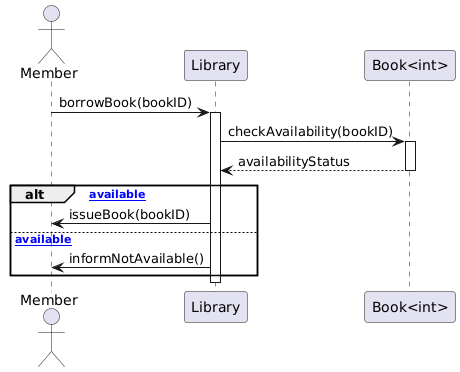 Member
Library
Book<int>
borrowBook(bookID)
checkAvailability(bookID)
availabilityStatus
alt
available
issueBook(bookID)
available
informNotAvailable()
Member
Library
Book<int>